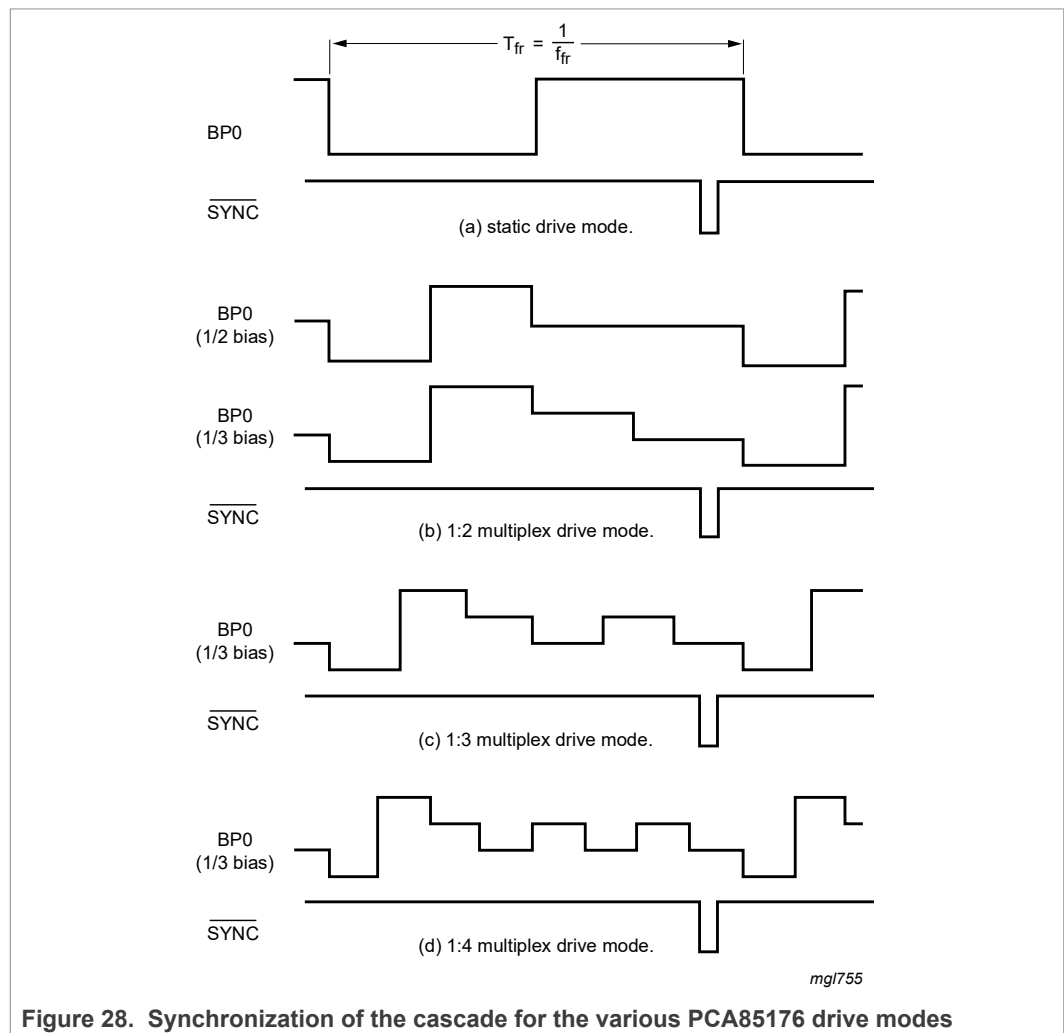 T_fr = 1/f_fr
BP0
SYNC
(a) static drive mode.
BP0
(1/2 bias)
BP0
(1/3 bias)
SYNC
(b) 1:2 multiplex drive mode.
BP0
(1/3 bias)
SYNC
(c) 1:3 multiplex drive mode.
BP0
(1/3 bias)
SYNC
(d) 1:4 multiplex drive mode.
mgl755
Figure 28. Synchronization of the cascade for the various PCA85176 drive modes